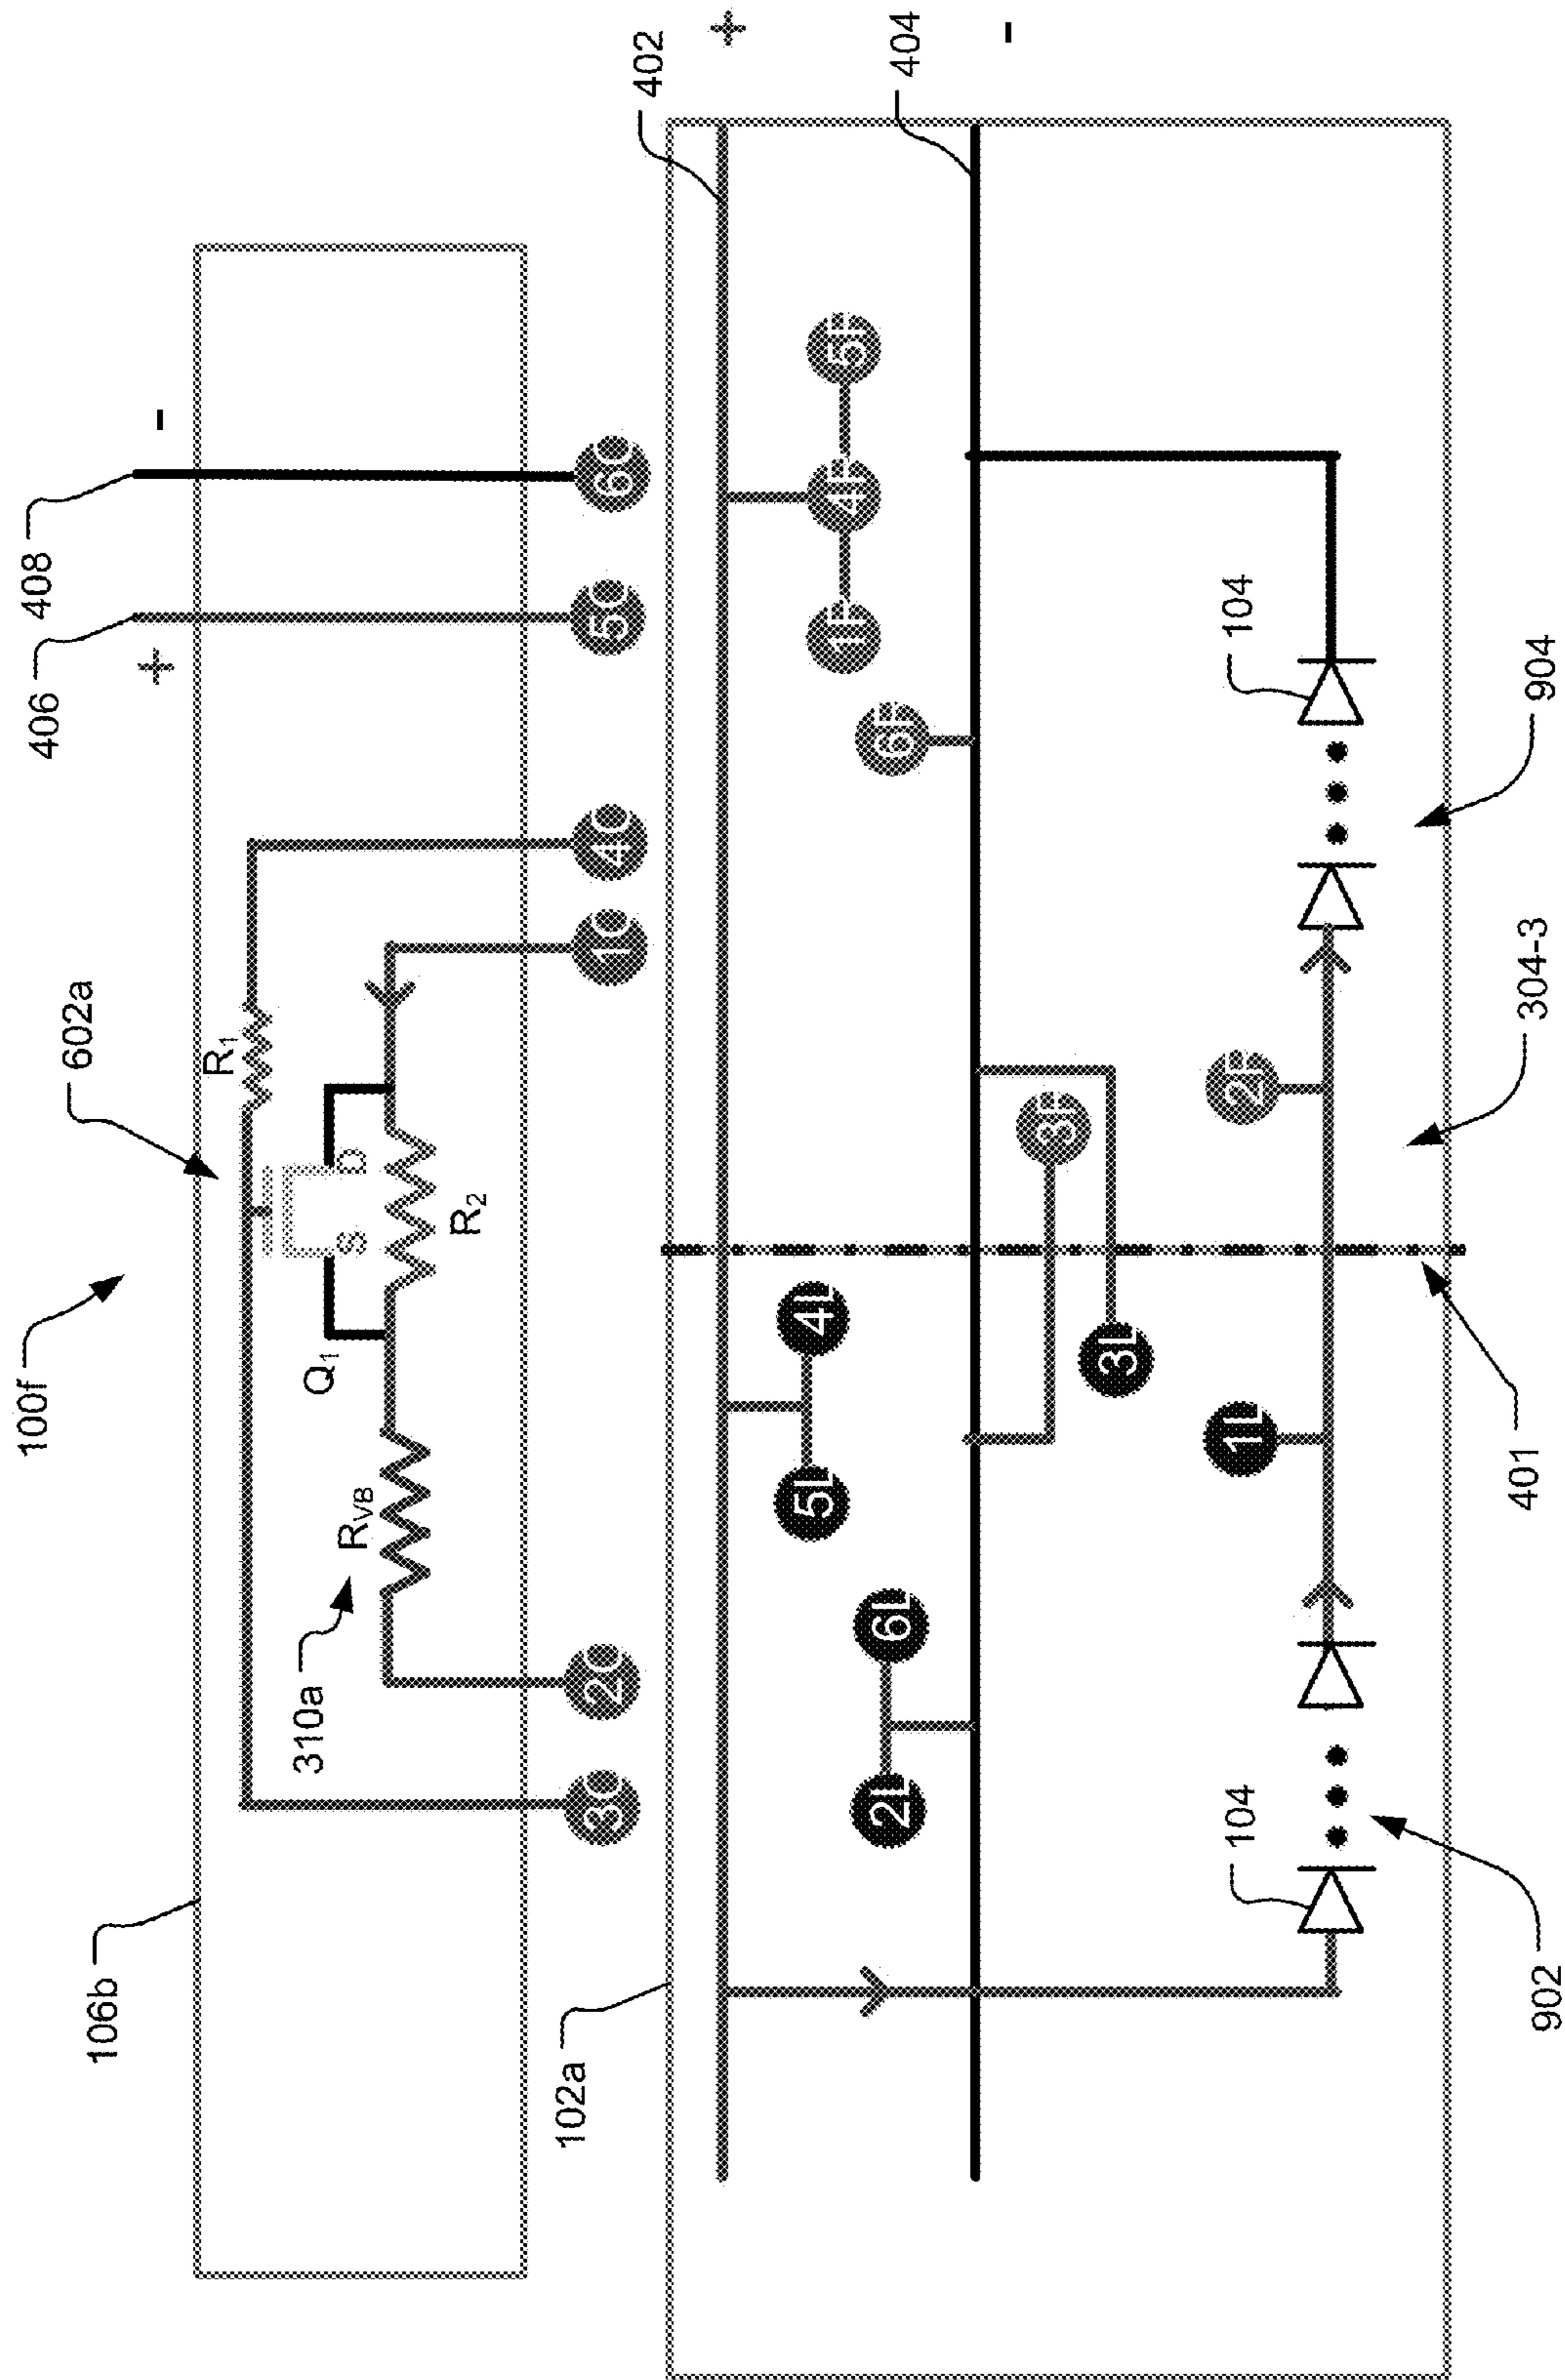 100f
106b
602a
R1
Q1
S
D
R2
RVB
310a
406
+
408
-
3C
2C
1C
4C
5C
6C
102a
402
+
404
-
2L
6L
5L
4L
1F
4F
5F
6F
3F
3L
1L
2F
104
104
902
401
304-3
904